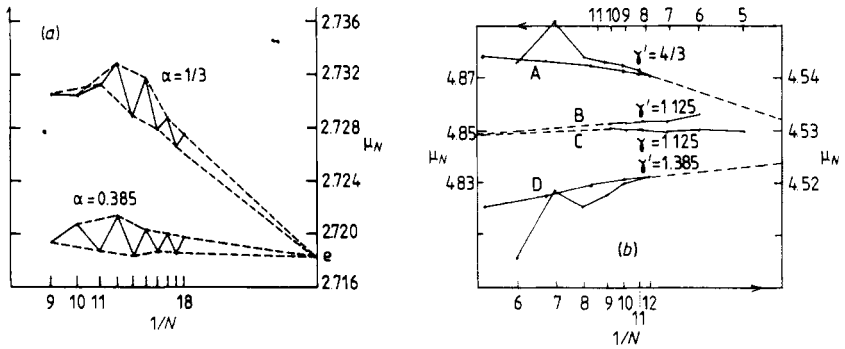 (a)
α = 1/3
α = 0.385
2.736
2.732
2.728
μN
2.724
2.720
e
2.716
9 10 11 18
1/N
11 10 9 8 7 6 5
4.87
4.85
μN
4.83
γ' = 4/3
A
B
γ' = 1.125
C
γ = 1.125
γ' = 1.385
D
(b)
4.54
4.53
μN
4.52
6 7 8 9 10 11 12
1/N